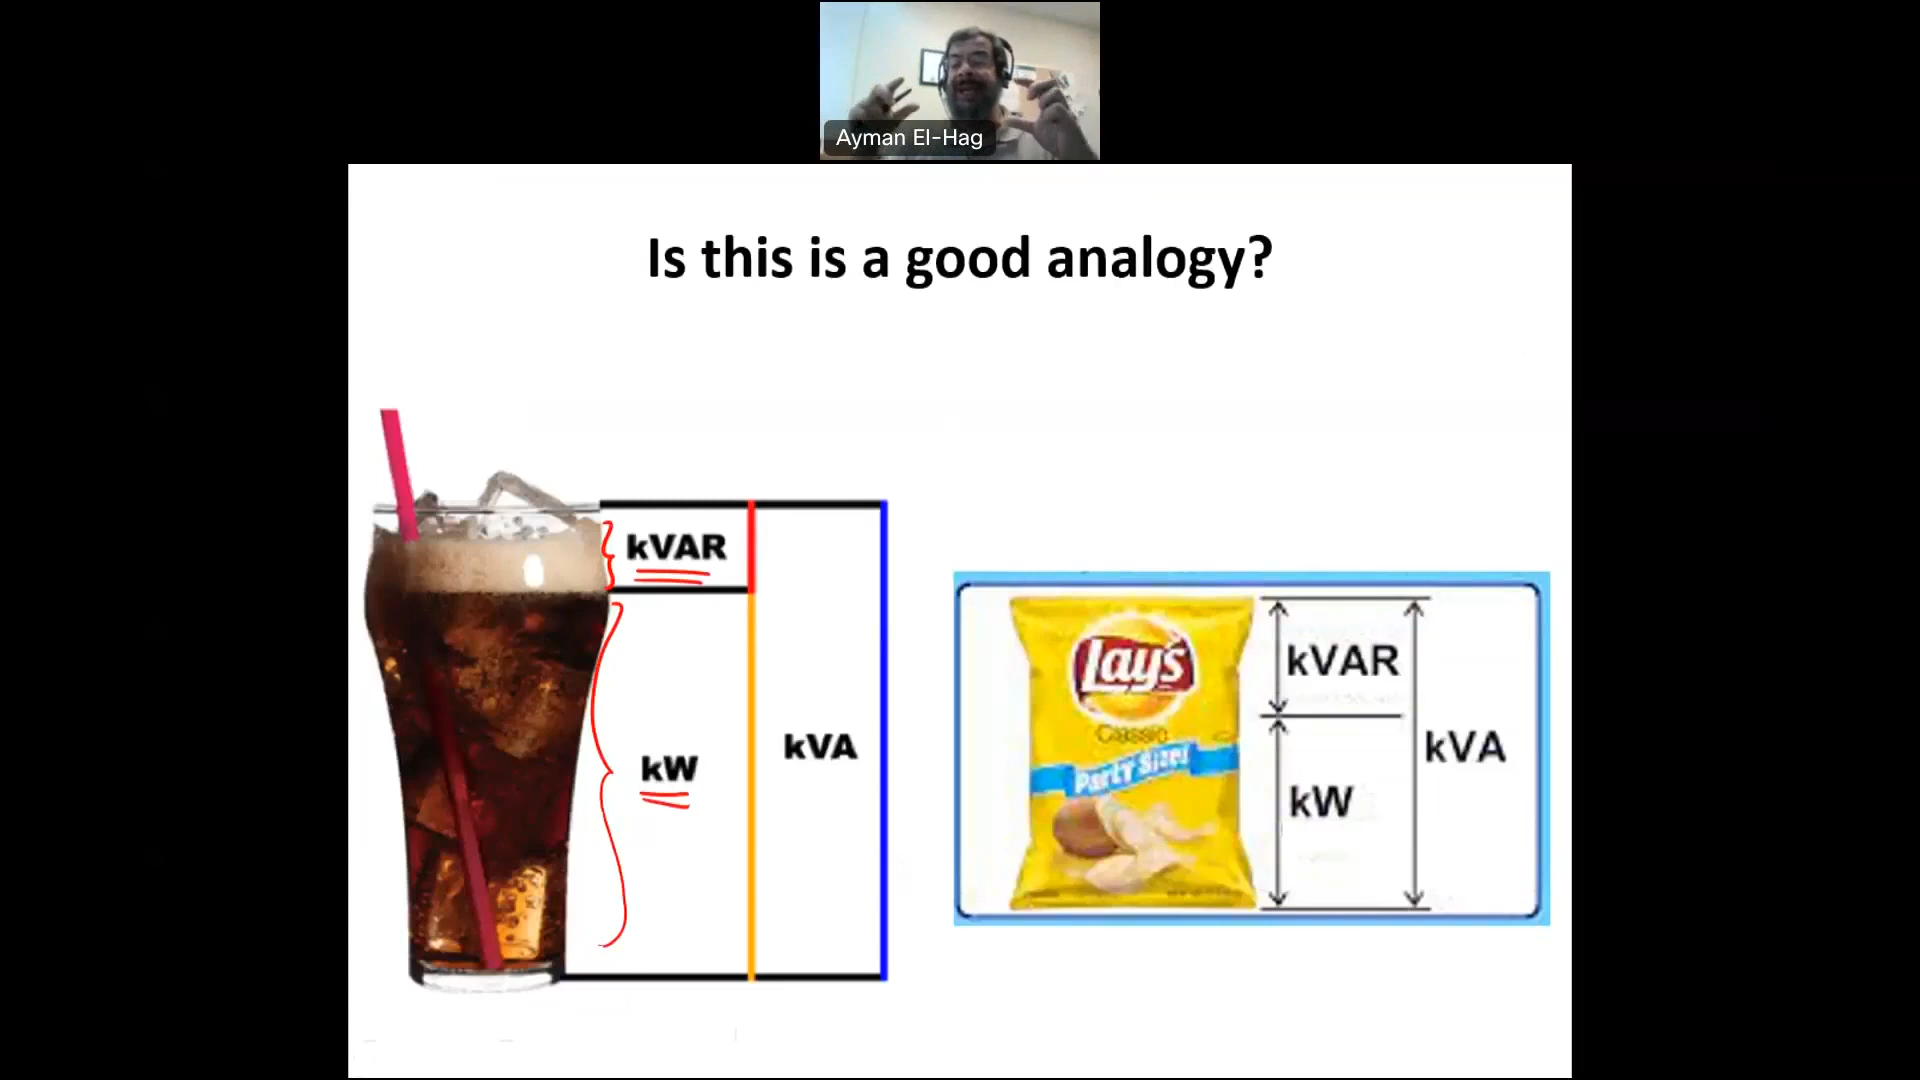 Ayman El-Hag
Is this is a good analogy?
kVAR
kW
kVA
Lay's
Classic
Party Size!
kVAR
kW
kVA